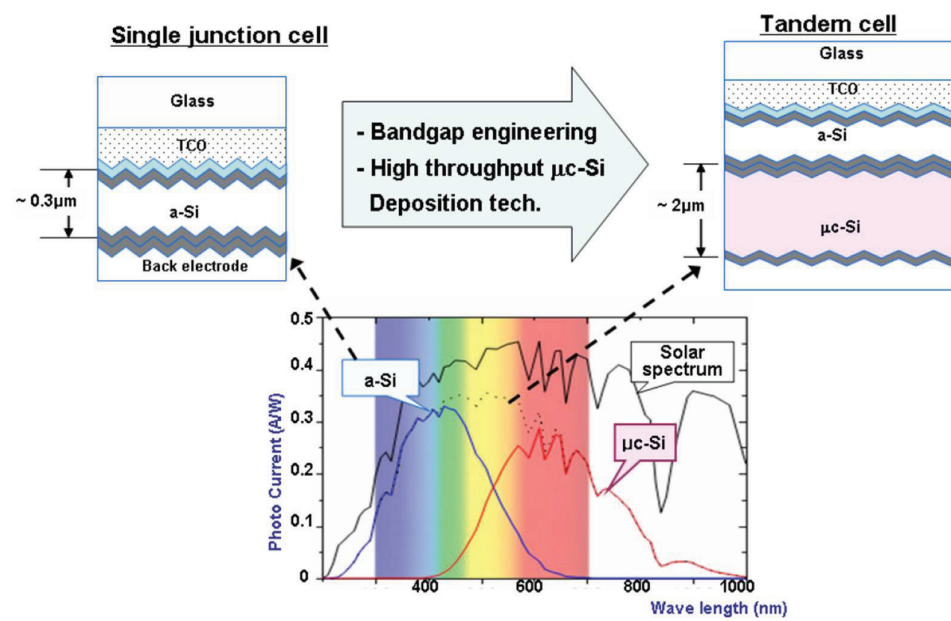 Single junction cell
Tandem cell
Glass
TCO
~ 0.3µm
a-Si
Back electrode
- Bandgap engineering
- High throughput µc-Si
Deposition tech.
Glass
TCO
a-Si
~ 2µm
µc-Si
0.5
0.4
0.3
0.2
0.1
0
Photo Current (A/W)
a-Si
Solar
spectrum
µc-Si
400
600
800
1000
Wave length (nm)